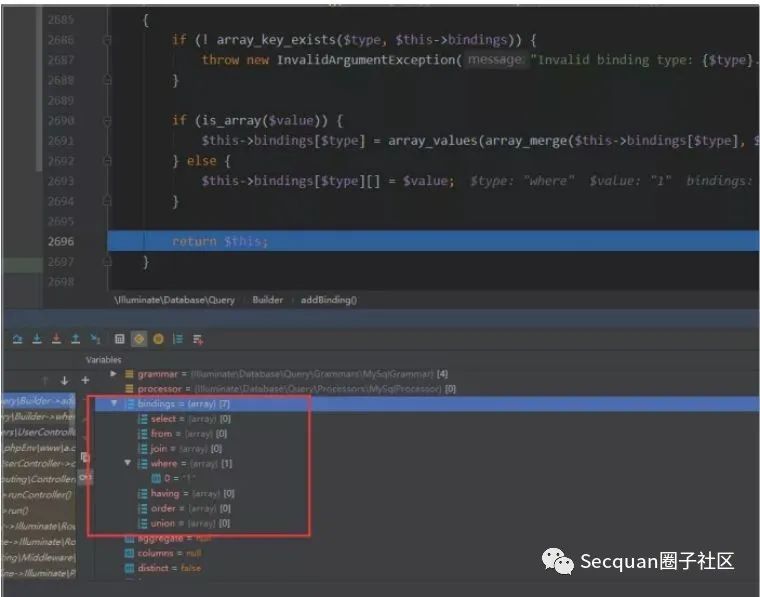 2685 {
2686 if (! array_key_exists($type, $this->bindings)) {
2687 throw new InvalidArgumentException( message: "Invalid binding type: {$type}.
2688 }
2689
2690 if (is_array($value)) {
2691 $this->bindings[$type] = array_values(array_merge($this->bindings[$type], $
2692 } else {
2693 $this->bindings[$type][] = $value; $type: "where" $value: "1" bindings:
2694 }
2695
2696 return $this;
2697 }
2698
\Illuminate\Database\Query Builder addBinding()
Variables
grammar = {Illuminate\Database\Query\Grammars\MySqlGrammar} [4]
processor = {Illuminate\Database\Query\Processors\MySqlProcessor} [0]
ery\Builder->ad bindings = {array} [7]
y\Builder->whe select = {array} [0]
ers\UserControlle from = {array} [0]
phpEnv\www\a.c join = {array} [0]
serController->c where = {array} [1]
outing\Controller 0 = "1"
>runController() having = {array} [0]
>run() order = {array} [0]
e->Illuminate\Rou union = {array} [0]
ne->Illuminate\Ro aggregate = null
ting\Middleware\ columns = null
ine->Illuminate\P distinct = false
Secquan圈子社区